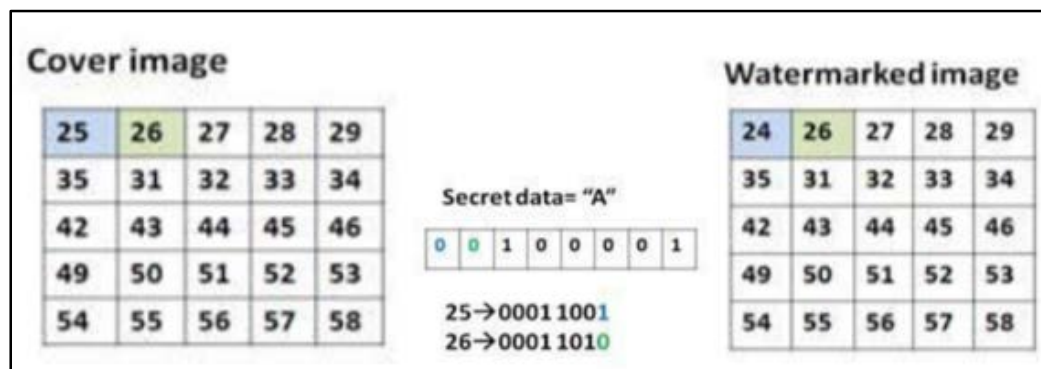 Cover image
25 26 27 28 29
35 31 32 33 34
42 43 44 45 46
49 50 51 52 53
54 55 56 57 58
Secret data= "A"
0 0 1 0 0 0 0 1
25→0001 1001
26→0001 1010
Watermarked image
24 26 27 28 29
35 31 32 33 34
42 43 44 45 46
49 50 51 52 53
54 55 56 57 58